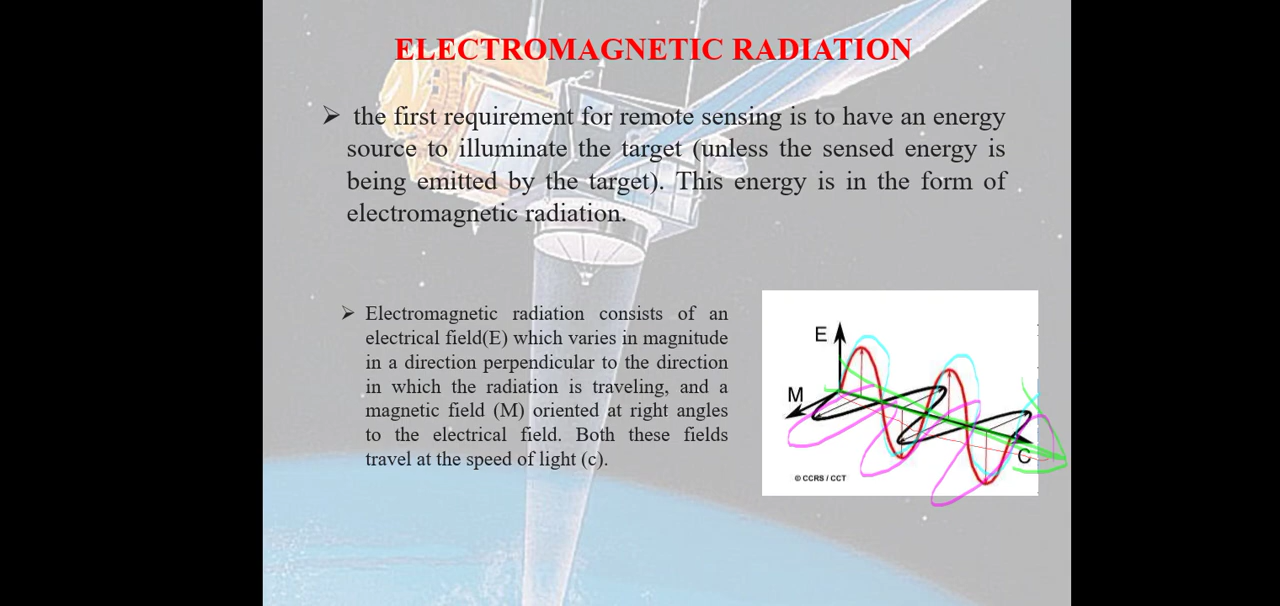 ELECTROMAGNETIC RADIATION
➢ the first requirement for remote sensing is to have an energy
source to illuminate the target (unless the sensed energy is
being emitted by the target). This energy is in the form of
electromagnetic radiation.
➢ Electromagnetic radiation consists of an
electrical field(E) which varies in magnitude
in a direction perpendicular to the direction
in which the radiation is traveling, and a
magnetic field (M) oriented at right angles
to the electrical field. Both these fields
travel at the speed of light (c).
E
M
C
© CCRS / CCT